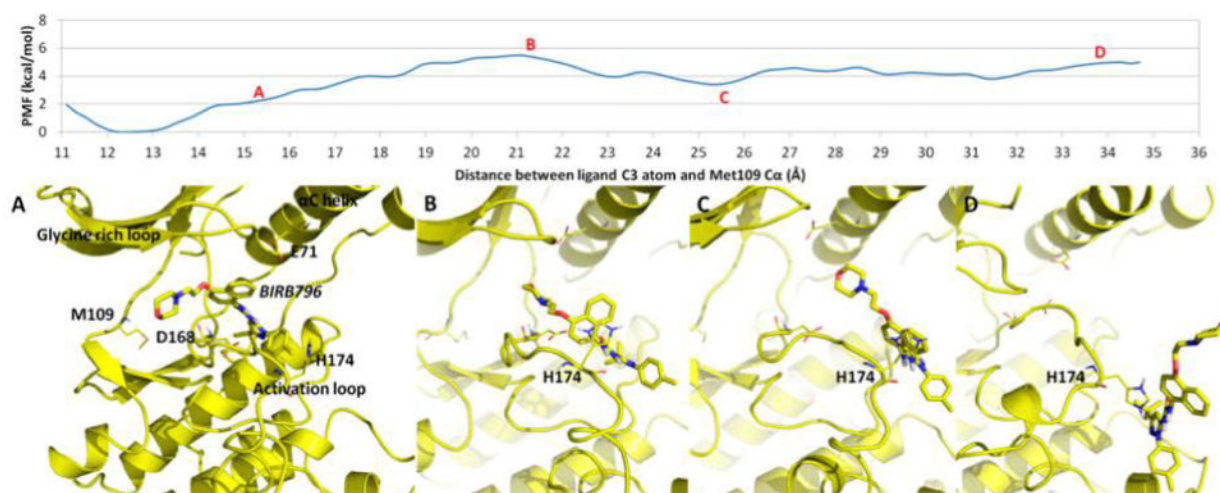 8
6
4
2
0
PMF (kcal/mol)
A
B
C
D
11 12 13 14 15 16 17 18 19 20 21 22 23 24 25 26 27 28 29 30 31 32 33 34 35 36
Distance between ligand C3 atom and Met109 Cα (Å)
A
αC helix
Glycine rich loop
E71
BIRB796
M109
D168
H174
Activation loop
B
H174
C
H174
D
H174